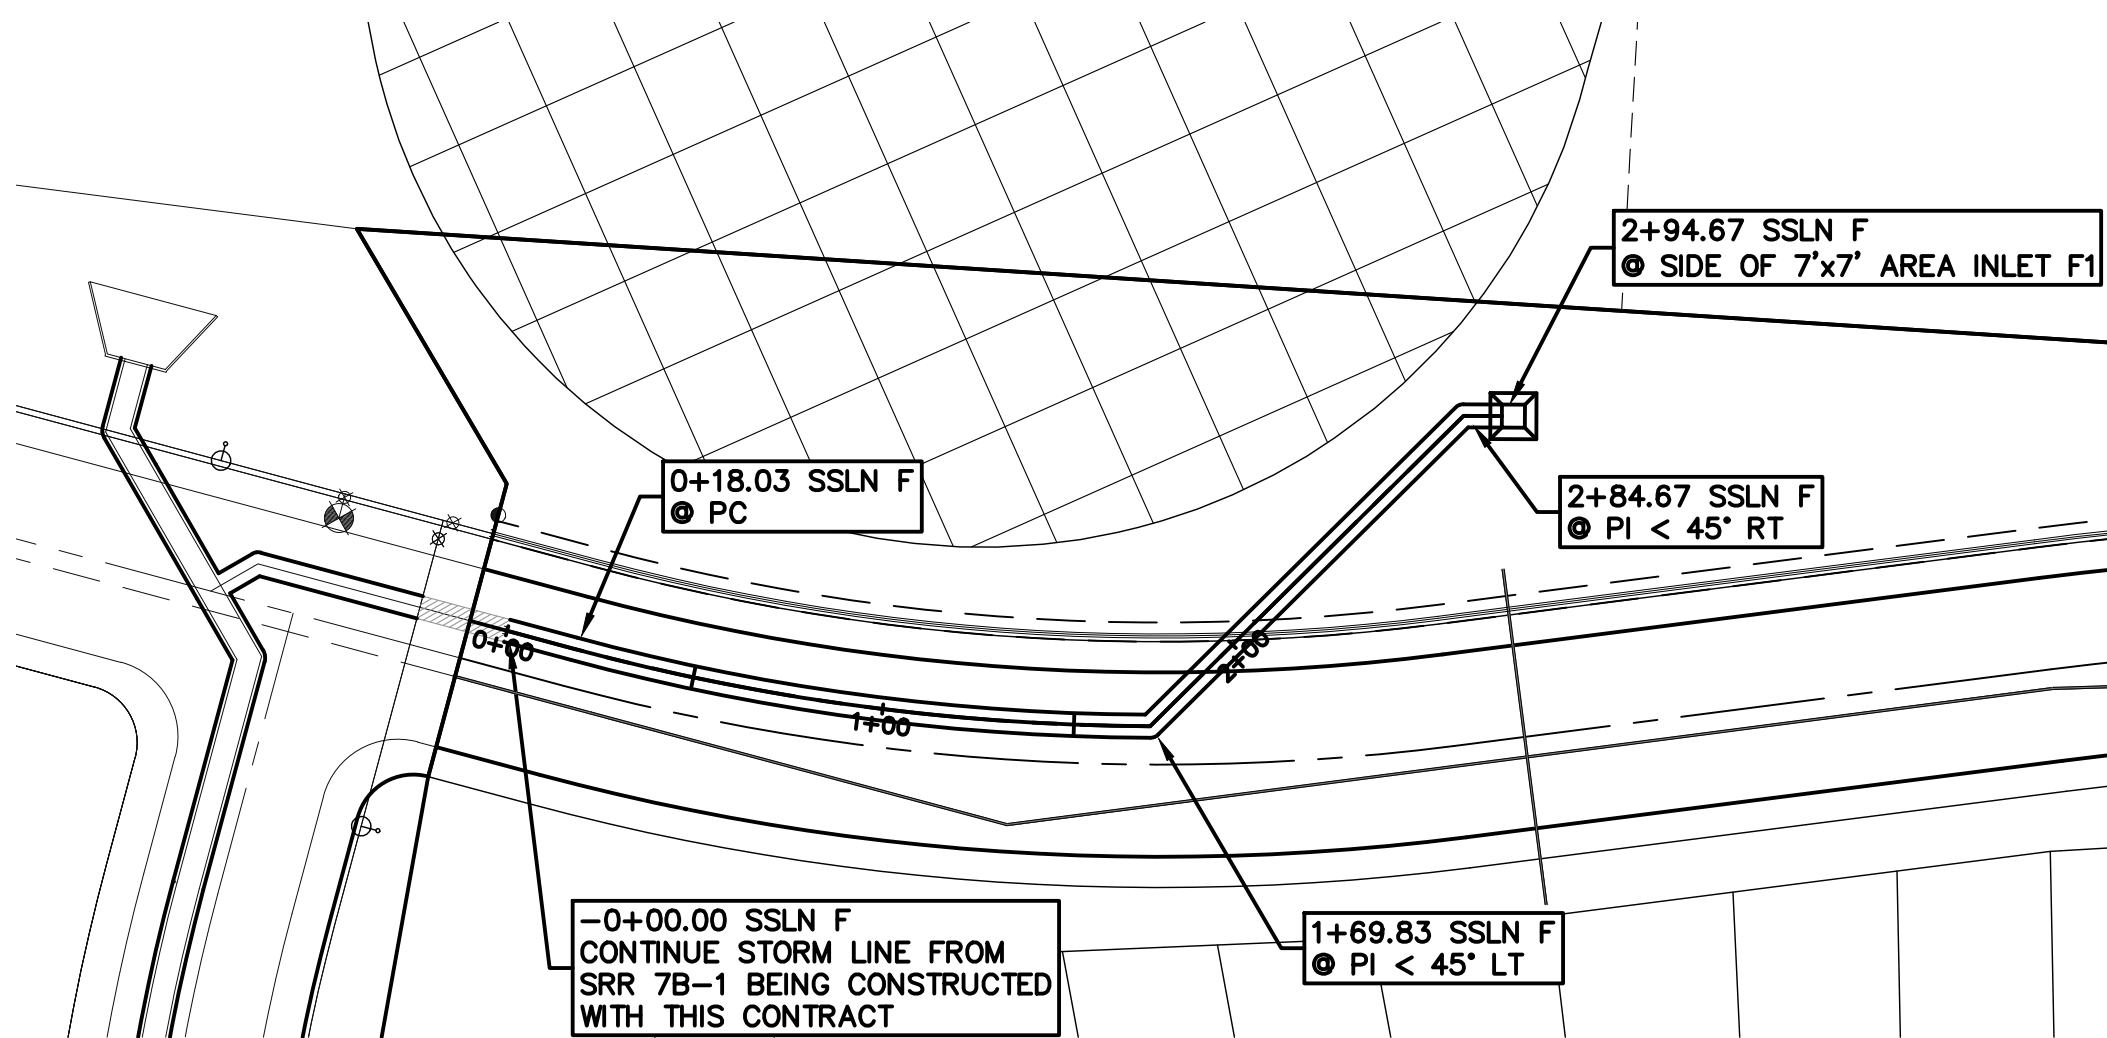 2+94.67 SSLN F
@ SIDE OF 7'x7' AREA INLET F1
0+18.03 SSLN F
@ PC
2+84.67 SSLN F
@ PI < 45° RT
0+00
2+00
1+00
-0+00.00 SSLN F
CONTINUE STORM LINE FROM
SRR 7B-1 BEING CONSTRUCTED
WITH THIS CONTRACT
1+69.83 SSLN F
@ PI < 45° LT